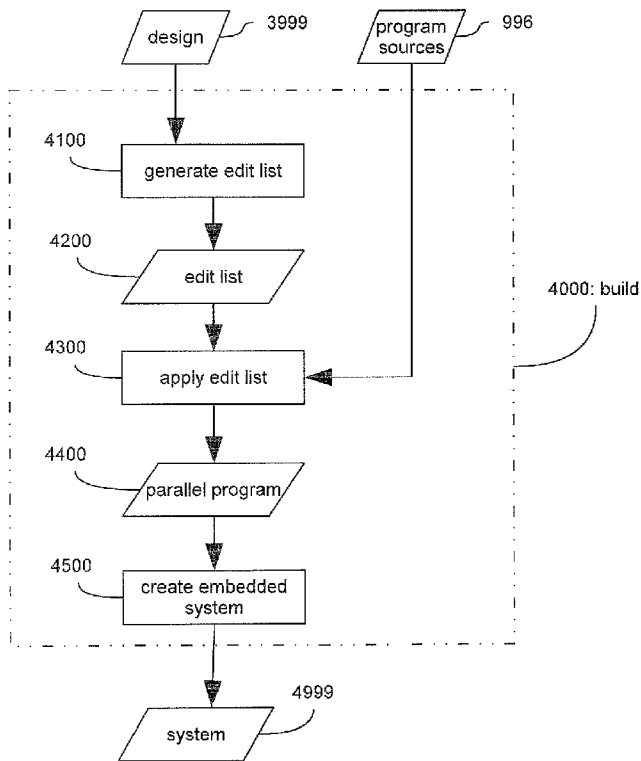 design
3999
program
sources
996
4100
generate edit list
4200
edit list
4000: build
4300
apply edit list
4400
parallel program
4500
create embedded
system
4999
system